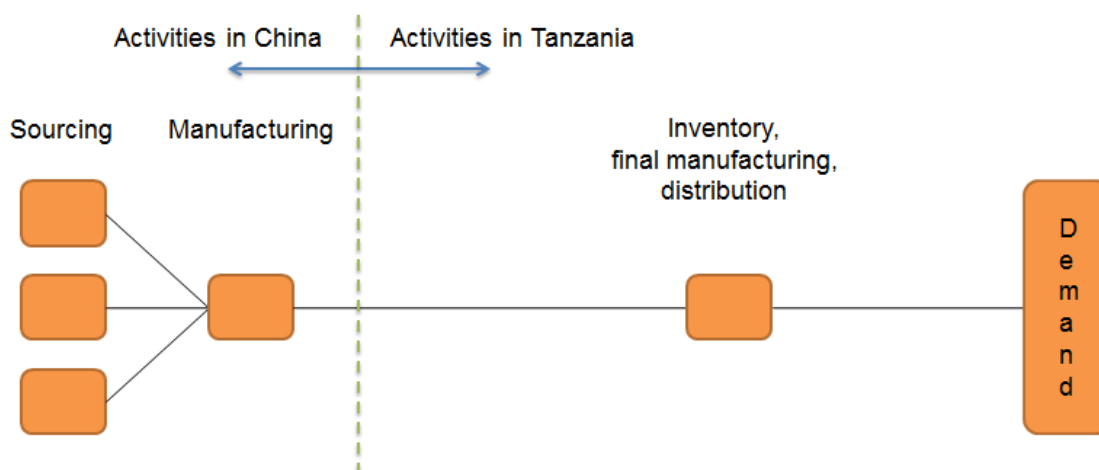 Activities in China
Activities in Tanzania
Sourcing
Manufacturing
Inventory,
final manufacturing,
distribution
D
e
m
a
n
d